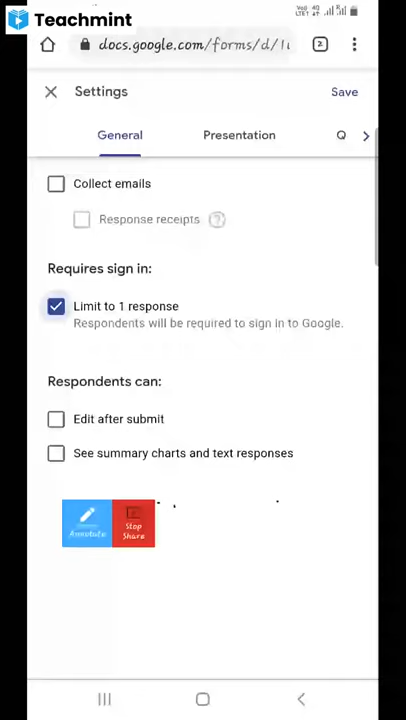 Teachmint
docs.google.com/forms/d/1
2
Settings
Save
General
Presentation
Q
Collect emails
Response receipts
Requires sign in:
Limit to 1 response
Respondents will be required to sign in to Google.
Respondents can:
Edit after submit
See summary charts and text responses
Annotate
Stop
Share